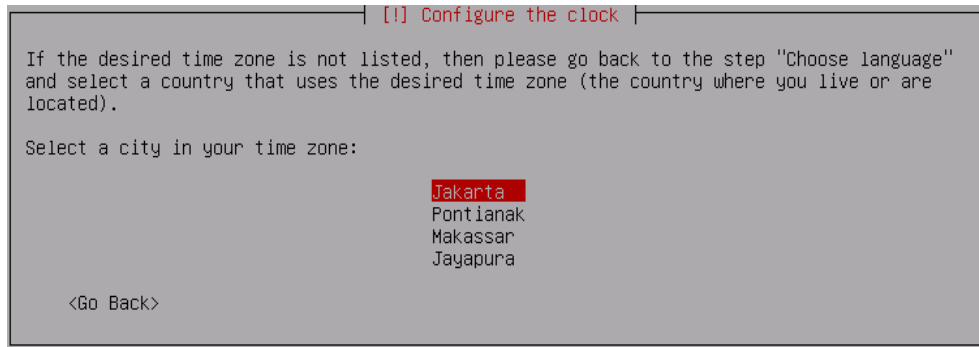 [!] Configure the clock
If the desired time zone is not listed, then please go back to the step "Choose language"
and select a country that uses the desired time zone (the country where you live or are
located).
Select a city in your time zone:
Jakarta
Pontianak
Makassar
Jayapura
<Go Back>